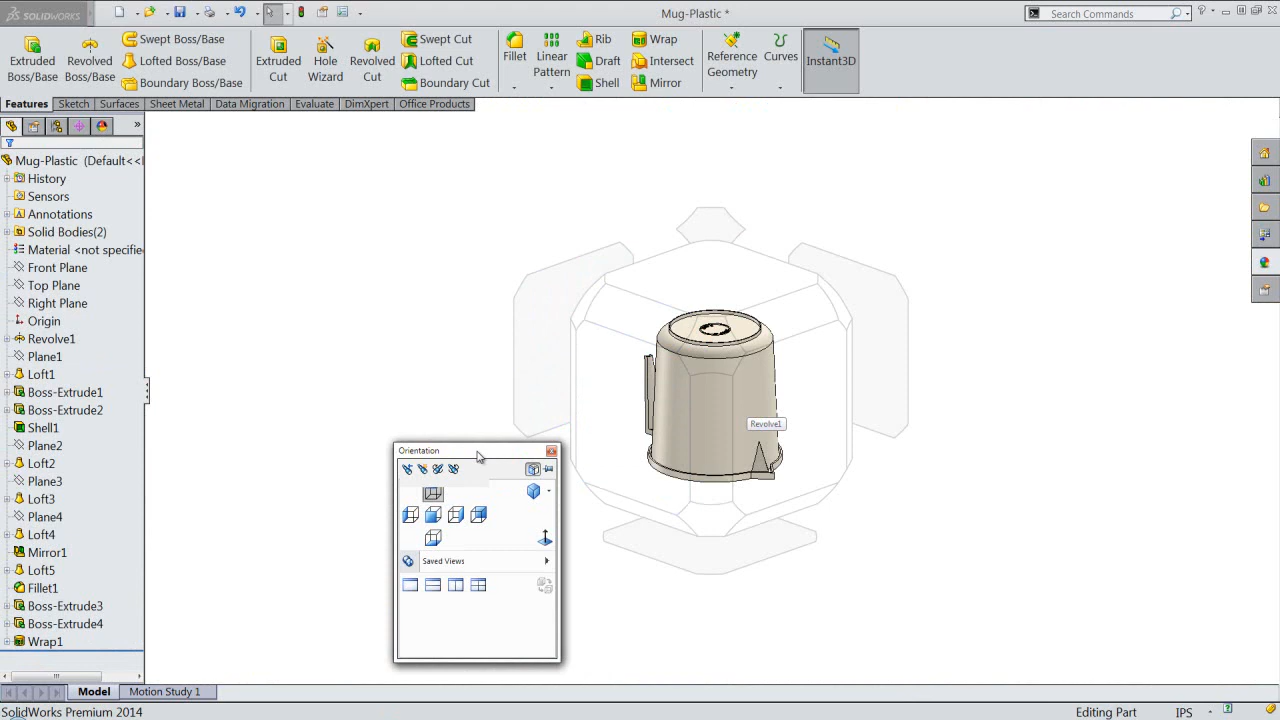 SOLIDWORKS
Mug-Plastic *
Search Commands
Extruded Boss/Base
Revolved Boss/Base
Swept Boss/Base
Lofted Boss/Base
Boundary Boss/Base
Extruded Cut
Hole Wizard
Revolved Cut
Swept Cut
Lofted Cut
Boundary Cut
Fillet
Linear Pattern
Rib
Draft
Shell
Wrap
Intersect
Mirror
Reference Geometry
Curves
Instant3D
Features
Sketch
Surfaces
Sheet Metal
Data Migration
Evaluate
DimXpert
Office Products
Mug-Plastic (Default<<
History
Sensors
Annotations
Solid Bodies(2)
Material <not specifie
Front Plane
Top Plane
Right Plane
Origin
Revolve1
Plane1
Loft1
Boss-Extrude1
Boss-Extrude2
Shell1
Plane2
Loft2
Plane3
Loft3
Plane4
Loft4
Mirror1
Loft5
Fillet1
Boss-Extrude3
Boss-Extrude4
Wrap1
Revolve1
Orientation
Saved Views
Model
Motion Study 1
SolidWorks Premium 2014
Editing Part
IPS